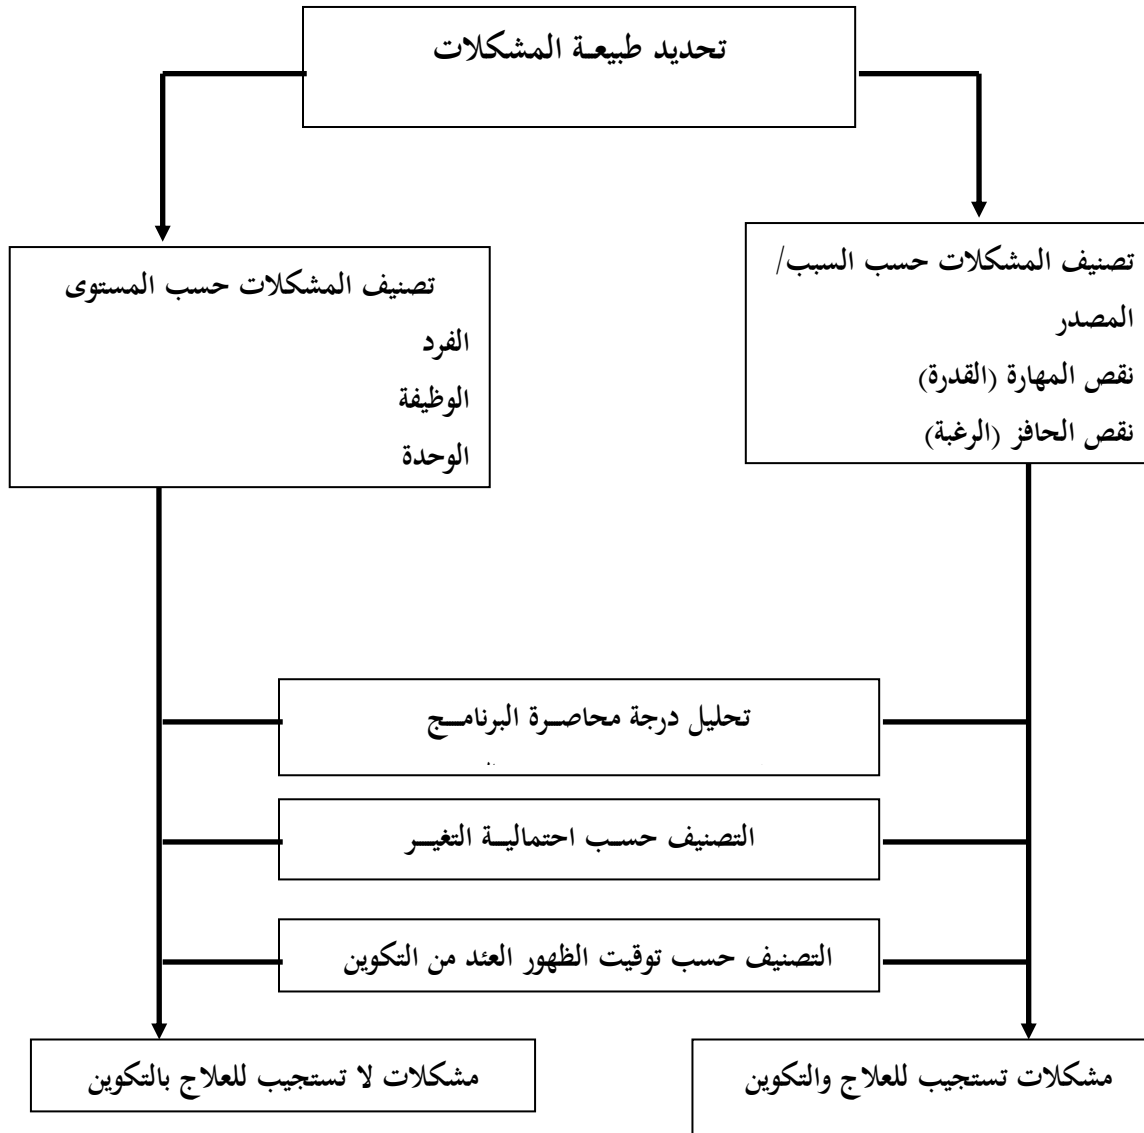 تحديد طبيعة المشكلات
تصنيف المشكلات حسب السبب/
المصدر
نقص المهارة (القدرة)
نقص الحافز (الرغبة)
تصنيف المشكلات حسب المستوى
الفرد
الوظيفة
الوحدة
تحليل درجة محاصرة البرنامج
التصنيف حسب احتمالية التغير
التصنيف حسب توقيت الظهور العئد من التكوين
مشكلات تستجيب للعلاج والتكوين
مشكلات لا تستجيب للعلاج بالتكوين